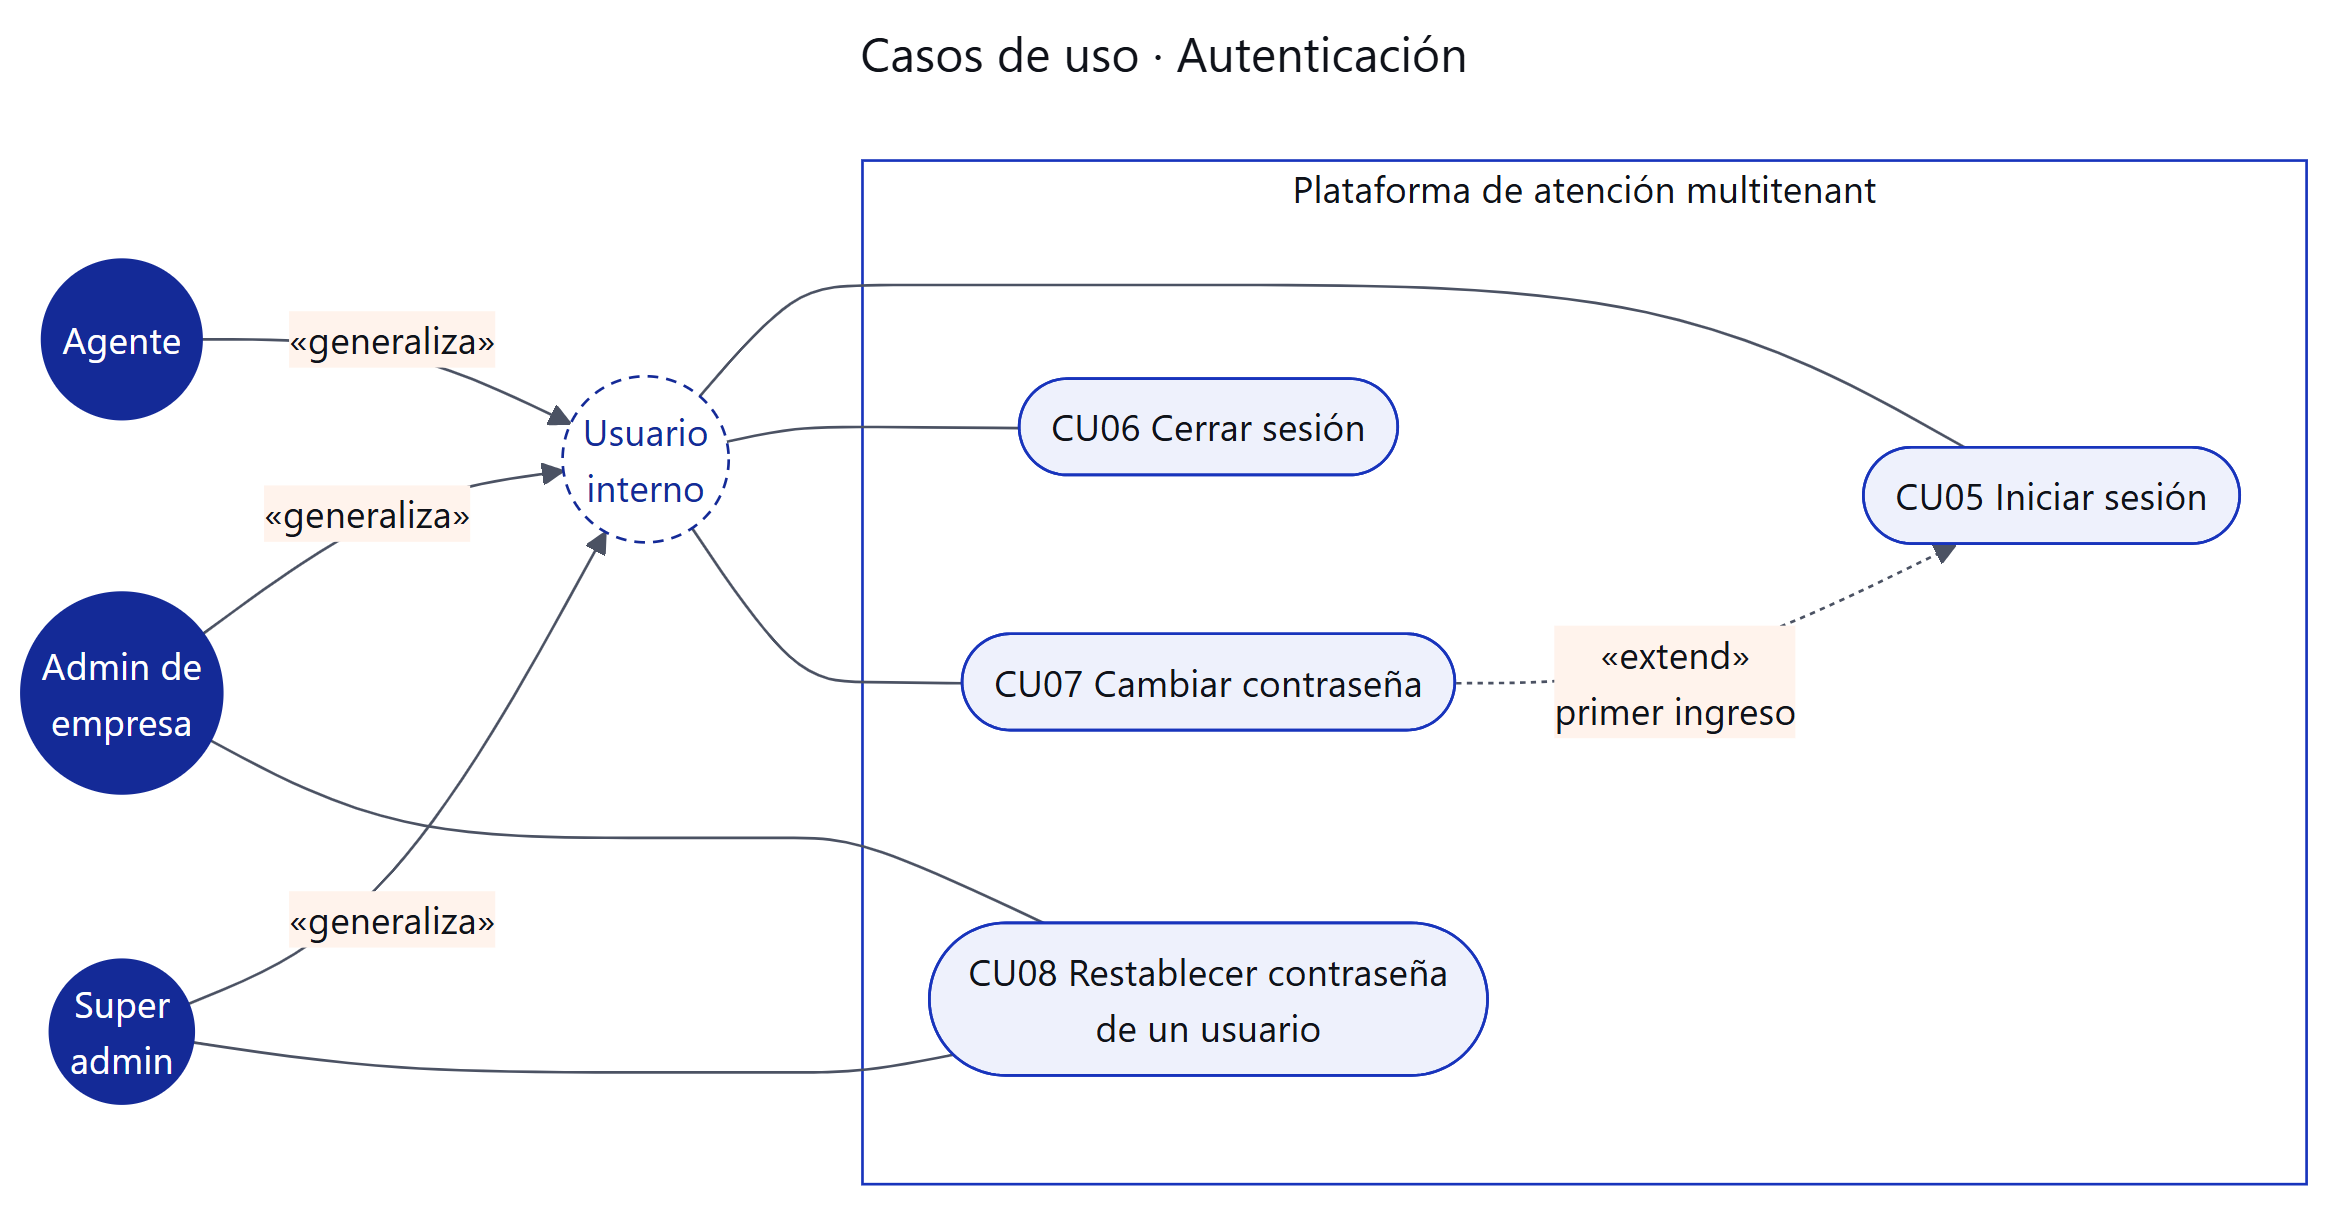 Casos de uso · Autenticación
Plataforma de atención multitenant
Agente
«generaliza»
Usuario
interno
CU06 Cerrar sesión
CU05 Iniciar sesión
«generaliza»
Admin de
empresa
CU07 Cambiar contraseña
«extend»
primer ingreso
«generaliza»
Super
admin
CU08 Restablecer contraseña
de un usuario